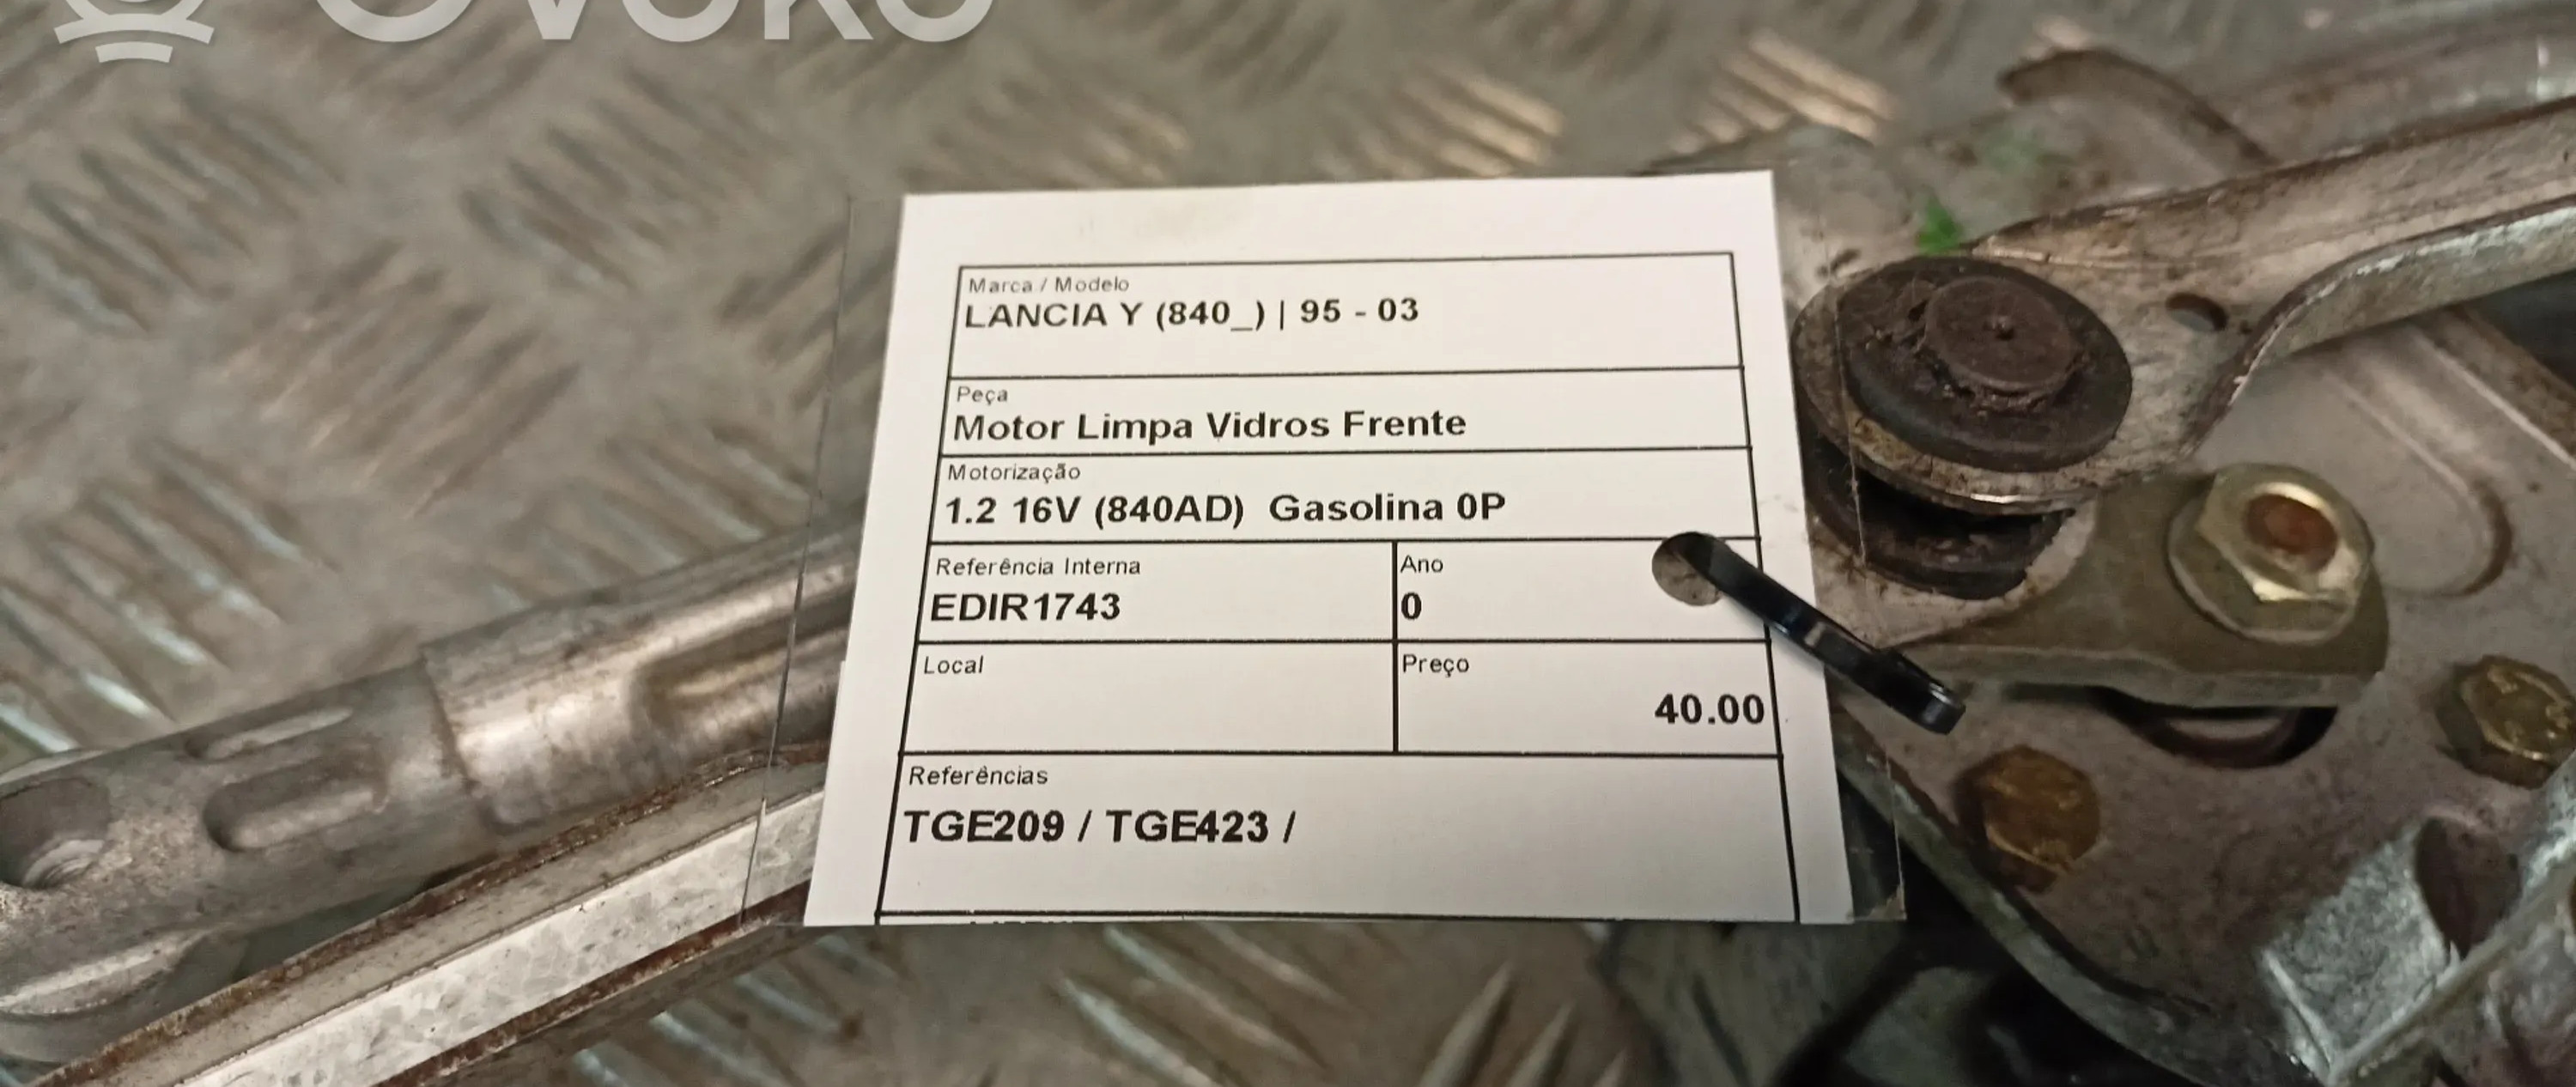 OVOKO
Marca / Modelo
LANCIA Y (840_) | 95 - 03
Peça
Motor Limpa Vidros Frente
Motorização
1.2 16V (840AD) Gasolina 0P
Referência Interna
EDIR1743
Ano
0
Local
Preço
40.00
Referências
TGE209 / TGE423 /